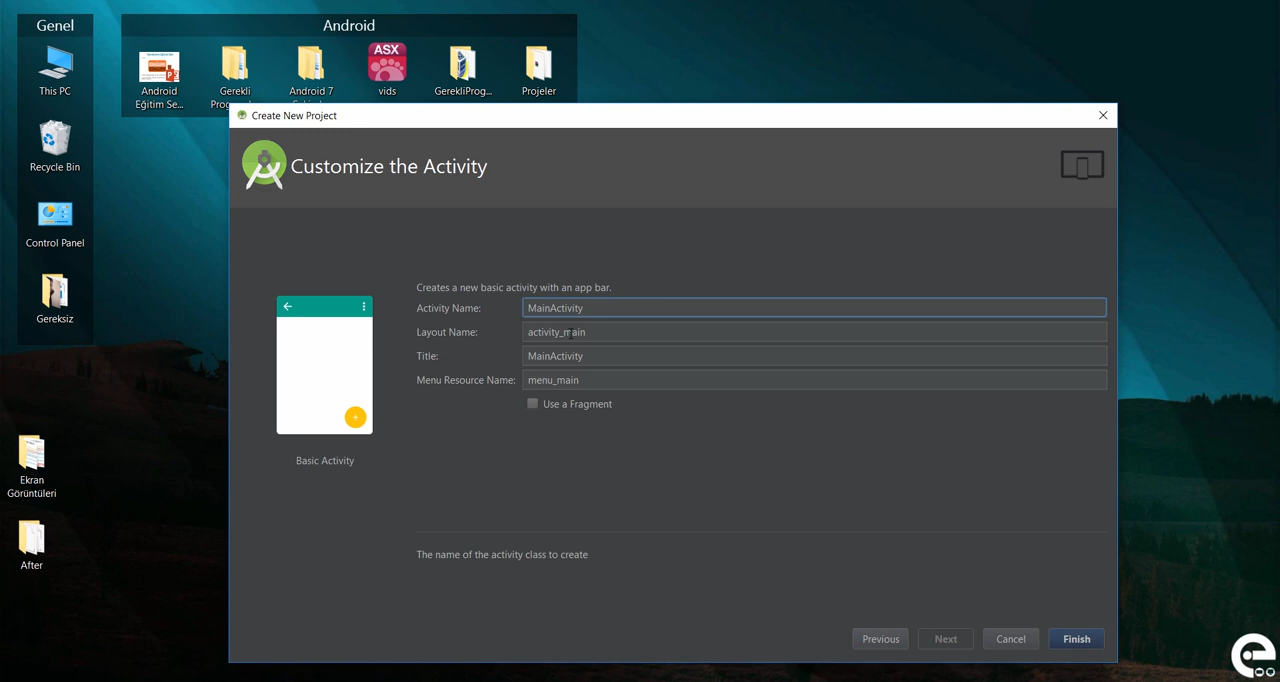 Genel
Android
This PC
Android
Eğitim Se...
Gerekli
Android 7
ASX
vids
GerekliProg...
Projeler
Recycle Bin
Control Panel
Gereksiz
Ekran
Görüntüleri
After
Create New Project
Customize the Activity
Creates a new basic activity with an app bar.
Activity Name: MainActivity
Layout Name: activity_main
Title: MainActivity
Menu Resource Name: menu_main
Use a Fragment
Basic Activity
The name of the activity class to create
Previous
Next
Cancel
Finish